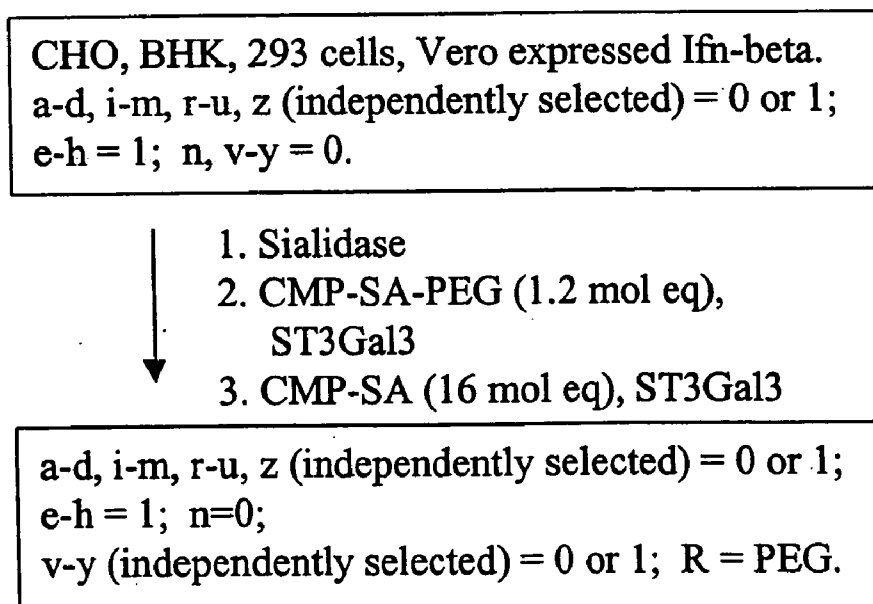 CHO, BHK, 293 cells, Vero expressed Ifn-beta.
a-d, i-m, r-u, z (independently selected) = 0 or 1;
e-h = 1; n, v-y = 0.
1. Sialidase
2. CMP-SA-PEG (1.2 mol eq),
ST3Gal3
3. CMP-SA (16 mol eq), ST3Gal3
a-d, i-m, r-u, z (independently selected) = 0 or 1;
e-h = 1; n=0;
v-y (independently selected) = 0 or 1; R = PEG.